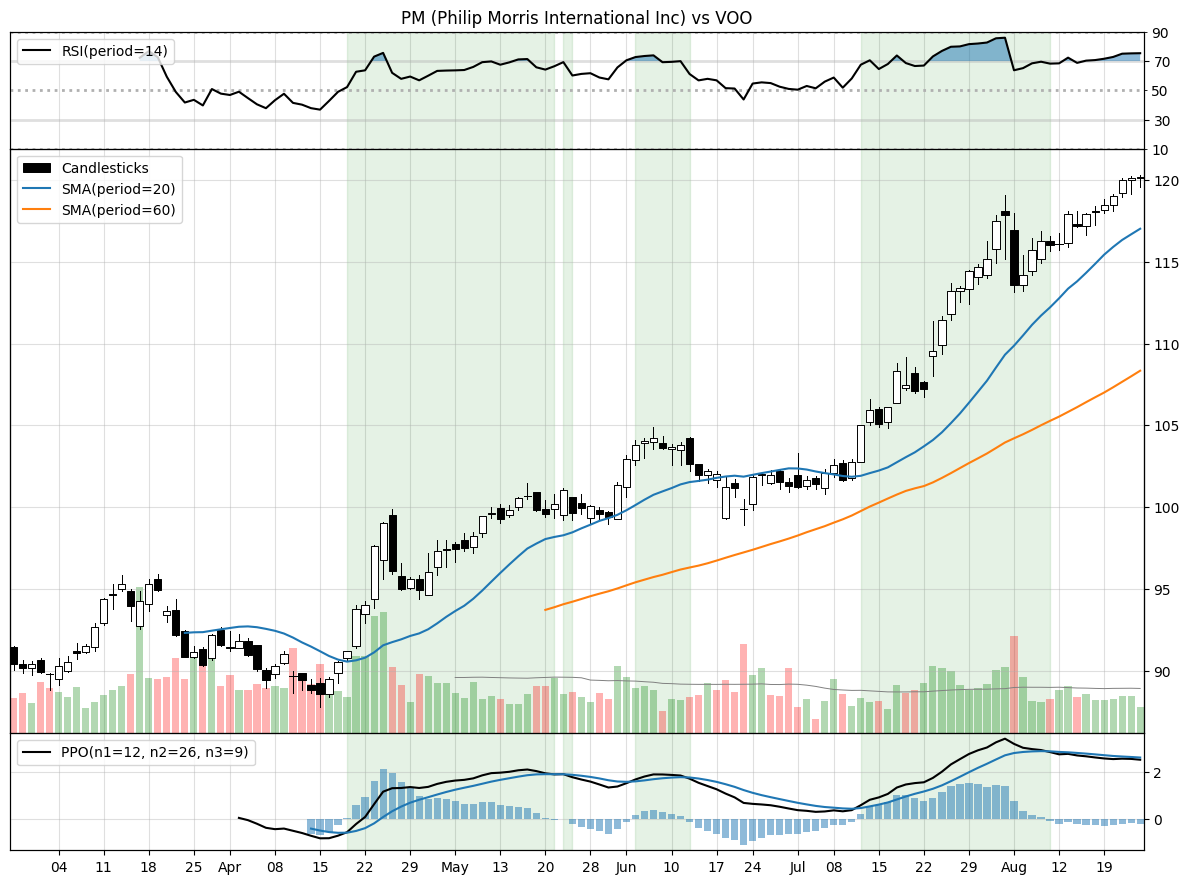 PM (Philip Morris International Inc) vs VOO
RSI(period=14)
90
70
50
30
10
Candlesticks
SMA(period=20)
SMA(period=60)
120
115
110
105
100
95
90
PPO(n1=12, n2=26, n3=9)
2
0
04 11 18 25 Apr 08 15 22 29 May 13 20 28 Jun 10 17 24 Jul 08 15 22 29 Aug 12 19